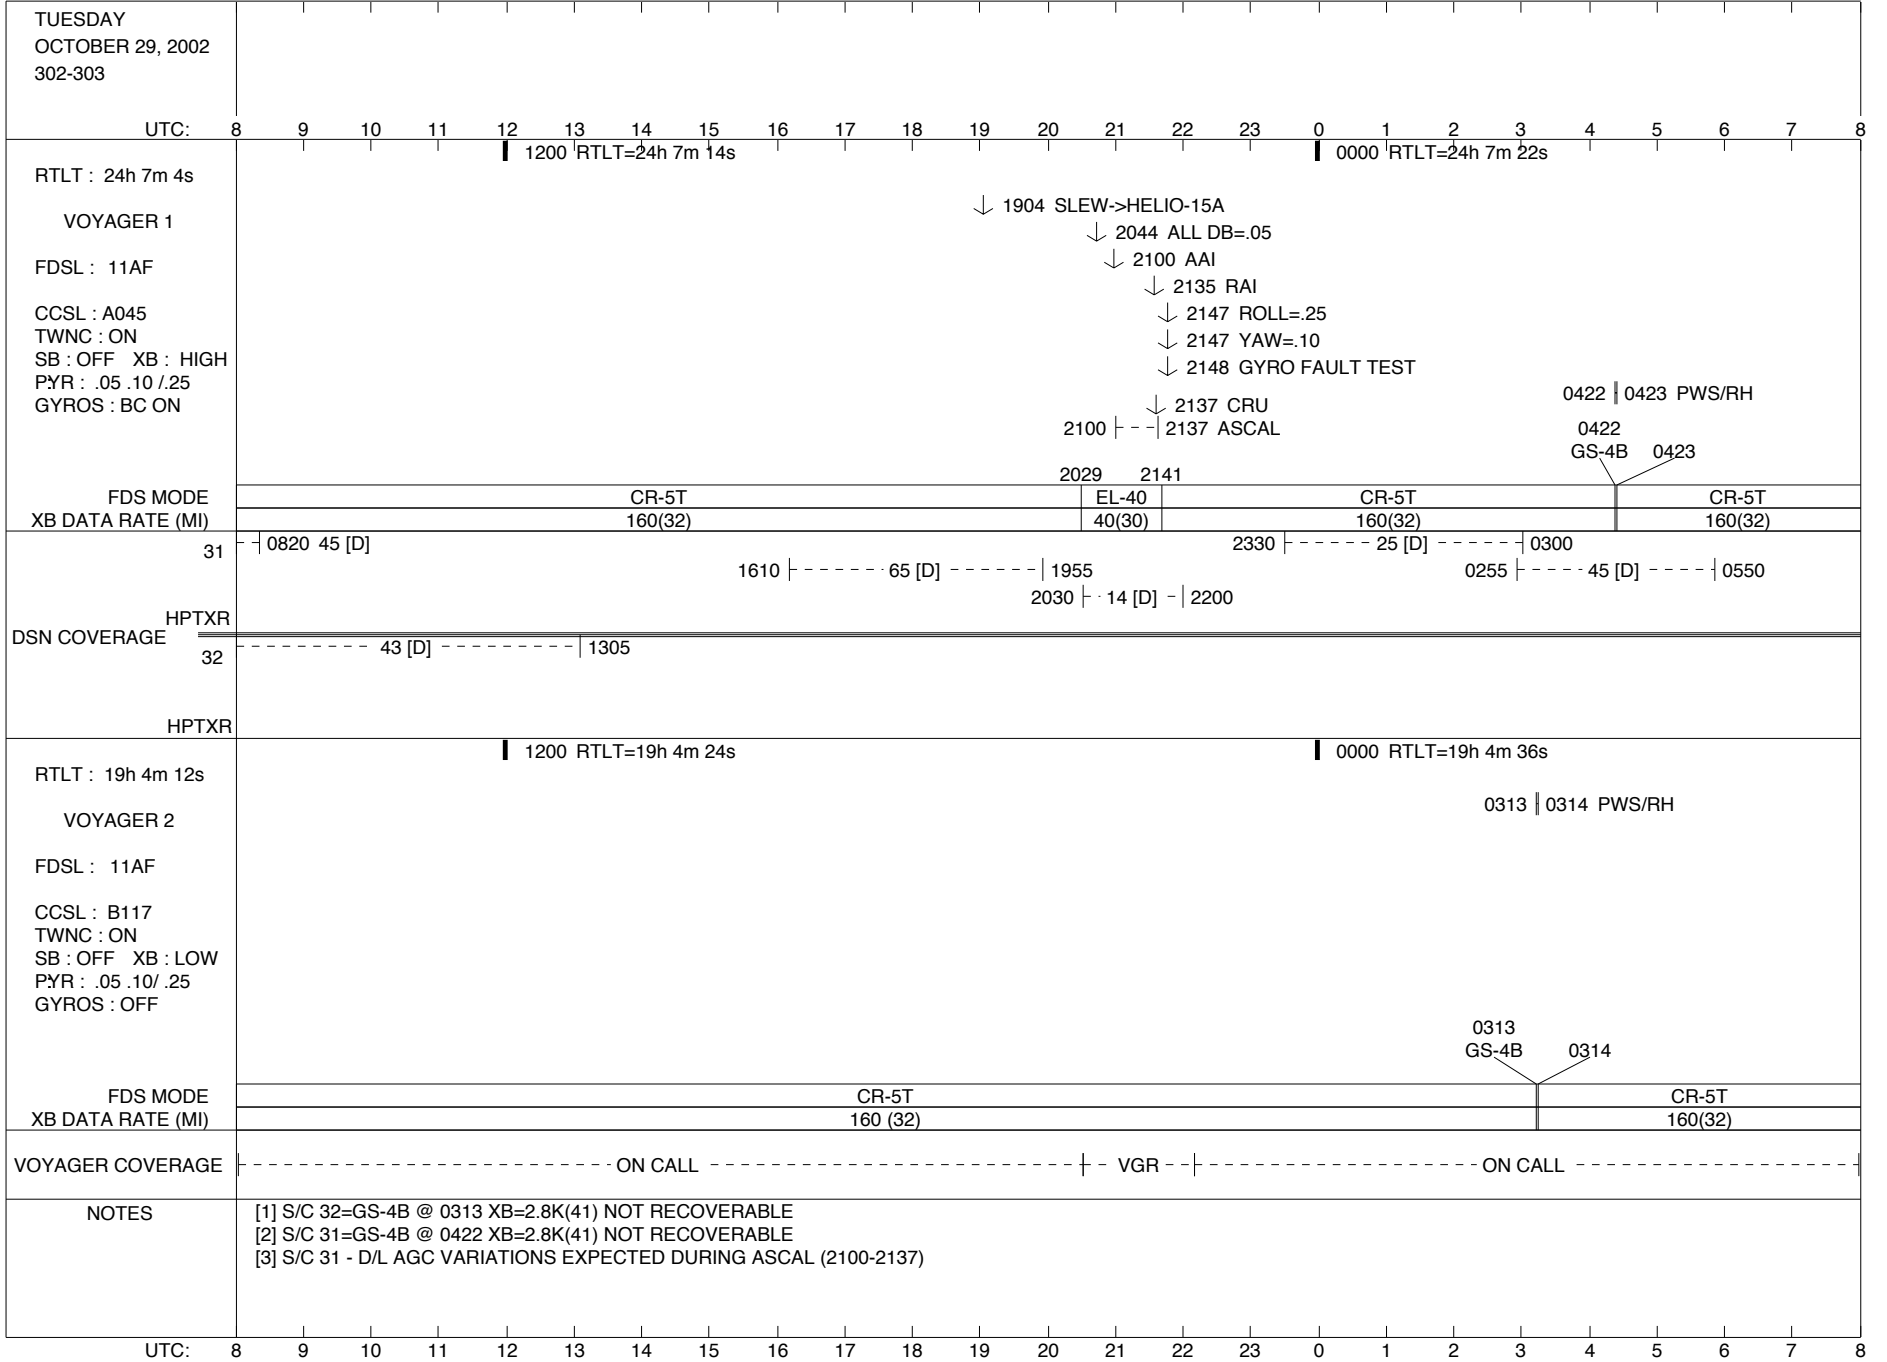 TUESDAY
OCTOBER 29, 2002
302-303
UTC: 8 9 10 11 12 13 14 15 16 17 18 19 20 21 22 23 0 1 2 3 4 5 6 7 8
1200 RTLT=24h 7m 14s 0000 RTLT=24h 7m 22s
RTLT : 24h 7m 4s
1904 SLEW->HELIO-15A
VOYAGER 1
2044 ALL DB=.05
2100 AAI
FDSL : 11AF
2135 RAI
CCSL : A045
2147 ROLL=.25
TWNC : ON
2147 YAW=.10
SB : OFF XB : HIGH
2148 GYRO FAULT TEST
P:YR : .05 .10 /.25
0422 0423 PWS/RH
GYROS : BC ON
2137 CRU
2100 2137 ASCAL
0422
GS-4B 0423
2029 2141
FDS MODE CR-5T EL-40 CR-5T CR-5T
XB DATA RATE (MI) 160(32) 40(30) 160(32) 160(32)
31 0820 45 [D] 2330 25 [D] 0300
1610 65 [D] 1955 0255 45 [D] 0550
2030 14 [D] 2200
HPTXR
DSN COVERAGE
32 43 [D] 1305
HPTXR
1200 RTLT=19h 4m 24s 0000 RTLT=19h 4m 36s
RTLT : 19h 4m 12s
0313 0314 PWS/RH
VOYAGER 2
FDSL : 11AF
CCSL : B117
TWNC : ON
SB : OFF XB : LOW
P:YR : .05 .10/ .25
GYROS : OFF
0313
GS-4B 0314
FDS MODE CR-5T CR-5T
XB DATA RATE (MI) 160 (32) 160(32)
VOYAGER COVERAGE ON CALL VGR ON CALL
NOTES
[1] S/C 32=GS-4B @ 0313 XB=2.8K(41) NOT RECOVERABLE
[2] S/C 31=GS-4B @ 0422 XB=2.8K(41) NOT RECOVERABLE
[3] S/C 31 - D/L AGC VARIATIONS EXPECTED DURING ASCAL (2100-2137)
UTC: 8 9 10 11 12 13 14 15 16 17 18 19 20 21 22 23 0 1 2 3 4 5 6 7 8